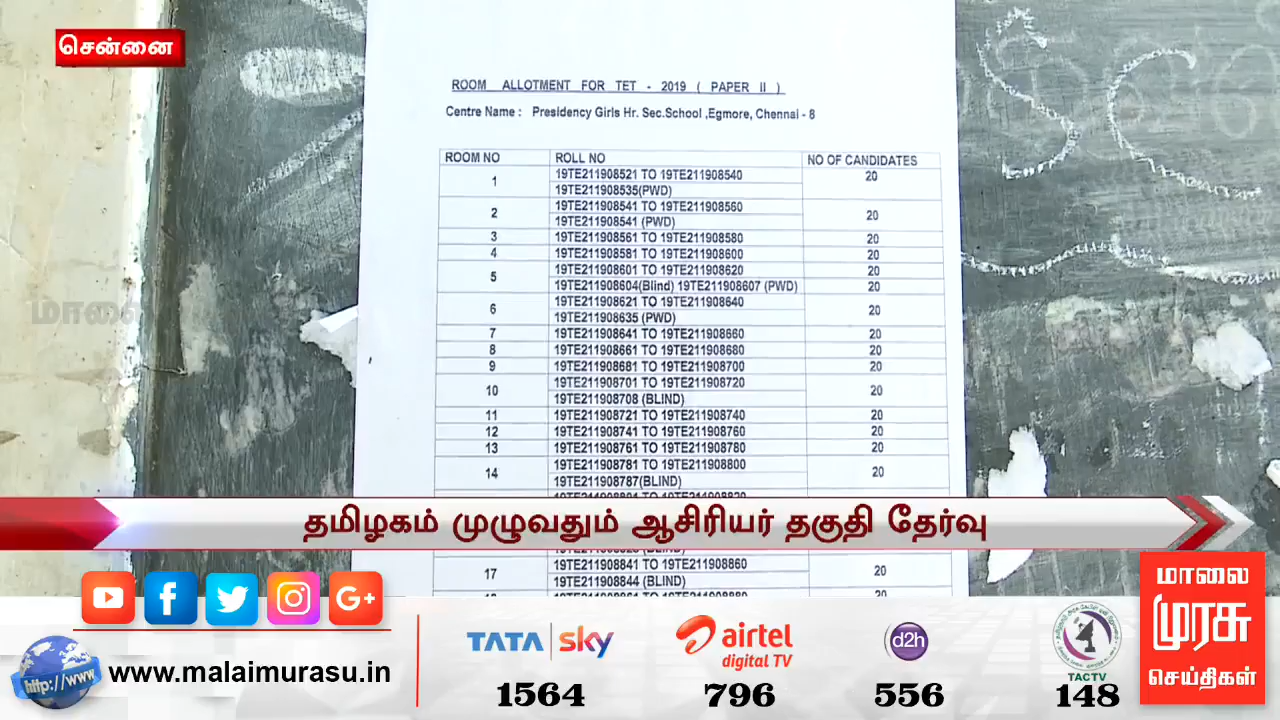 சென்னை
ROOM ALLOTMENT FOR TET - 2019 ( PAPER II )
Centre Name : Presidency Girls Hr. Sec.School ,Egmore, Chennai - 8
ROOM NO ROLL NO NO OF CANDIDATES
1 19TE211908521 TO 19TE211908540 20
19TE211908535(PWD)
2 19TE211908541 TO 19TE211908560 20
19TE211908541 (PWD)
3 19TE211908561 TO 19TE211908580 20
4 19TE211908581 TO 19TE211908600 20
5 19TE211908601 TO 19TE211908620 20
19TE211908604(Blind) 19TE211908607 (PWD) 20
6 19TE211908621 TO 19TE211908640 20
19TE211908635 (PWD)
7 19TE211908641 TO 19TE211908660 20
8 19TE211908661 TO 19TE211908680 20
9 19TE211908681 TO 19TE211908700 20
10 19TE211908701 TO 19TE211908720 20
19TE211908708 (BLIND)
11 19TE211908721 TO 19TE211908740 20
12 19TE211908741 TO 19TE211908760 20
13 19TE211908761 TO 19TE211908780 20
14 19TE211908781 TO 19TE211908800 20
19TE211908787(BLIND)
மாலை
தமிழகம் முழுவதும் ஆசிரியர் தகுதி தேர்வு
17 19TE211908841 TO 19TE211908860 20
19TE211908844 (BLIND)
G+
http://www
www.malaimurasu.in
TATA sky
1564
airtel
digital TV
796
d2h
556
TACTV
148
மாலை
முரசு
செய்திகள்